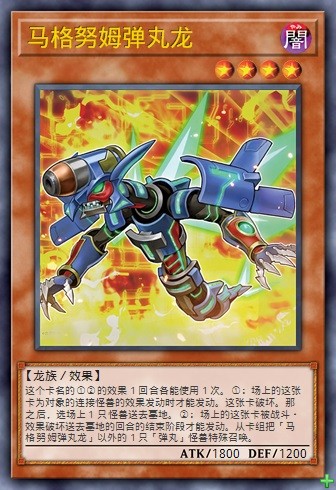 马格努姆弹丸龙
闇
【龙族／效果】
这个卡名的①②的效果1回合各能使用1次。①：场上的这张
卡为对象的连接怪兽的效果发动时才能发动。这张卡破坏。那
之后，选场上1只怪兽送去墓地。②：场上的这张卡被战斗·
效果破坏送去墓地的回合的结束阶段才能发动。从卡组把「马
格努姆弹丸龙」以外的1只「弹丸」怪兽特殊召唤。
ATK/1800 DEF/1200